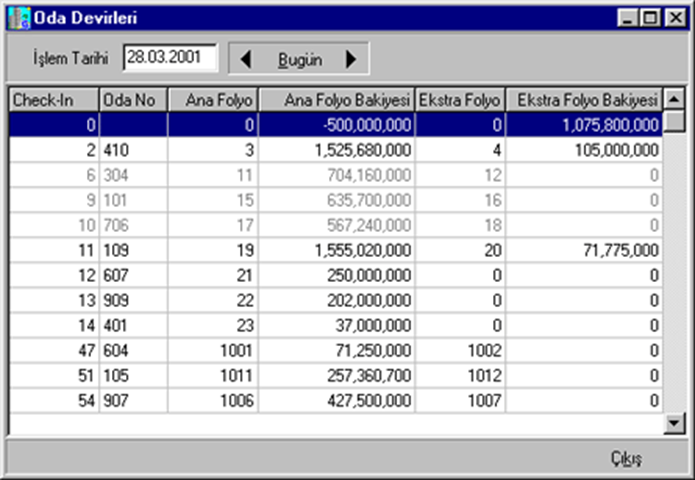 Oda Devirleri
İşlem Tarihi 28.03.2001 Bugün
Check-In Oda No Ana Folyo Ana Folyo Bakiyesi Ekstra Folyo Ekstra Folyo Bakiyesi
0 0 -500,000,000 0 1,075,800,000
2 410 3 1,525,680,000 4 105,000,000
6 304 11 704,160,000 12 0
9 101 15 635,700,000 16 0
10 706 17 567,240,000 18 0
11 109 19 1,555,020,000 20 71,775,000
12 607 21 250,000,000 0 0
13 909 22 202,000,000 0 0
14 401 23 37,000,000 0 0
47 604 1001 71,250,000 1002 0
51 105 1011 257,360,700 1012 0
54 907 1006 427,500,000 1007 0
Çıkış